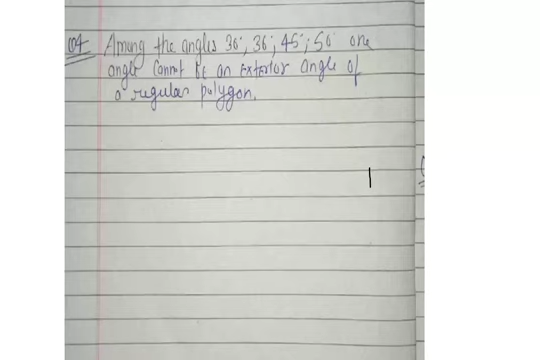 Q4 Among the angles 30°; 36°; 45°; 50° one
angle cannot be an exterior angle of
a regular polygon.